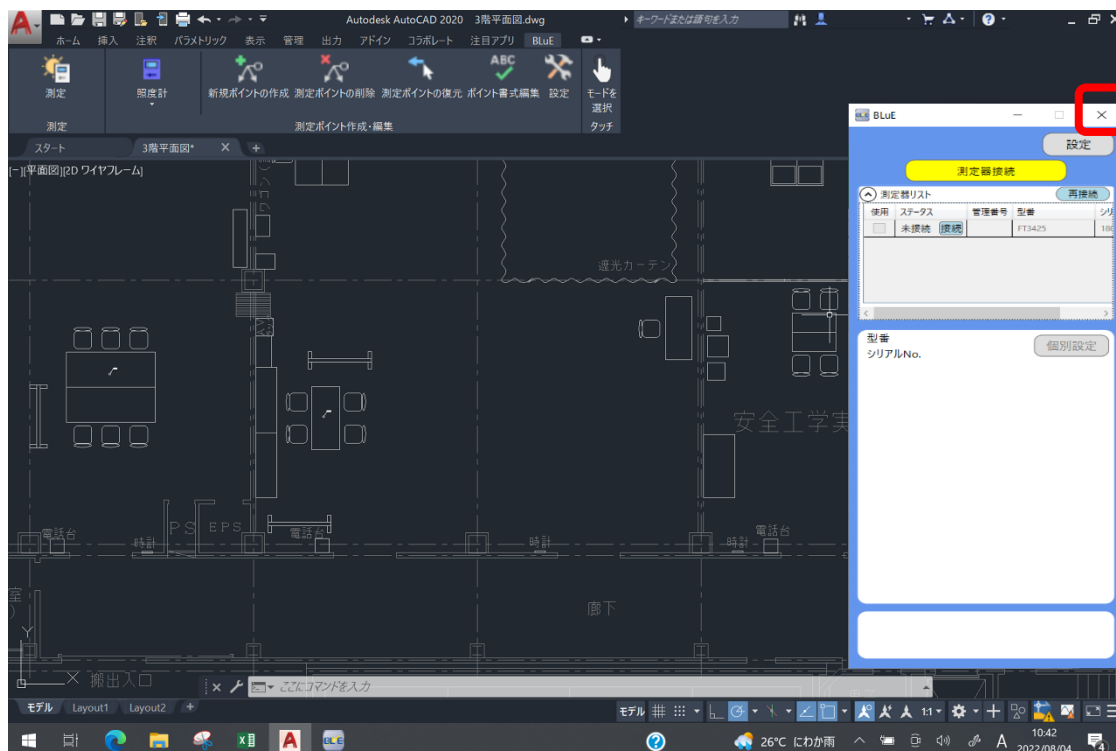 Autodesk AutoCAD 2020 3階平面図.dwg
キーワードまたは語句を入力
ホーム 挿入 注釈 パラメトリック 表示 管理 出力 アドイン コラボレート 注目アプリ BLuE
測定 照度計 新規ポイントの作成 測定ポイントの削除 測定ポイントの復元 ABC ポイント書式編集 設定 モードを選択
測定 測定ポイント作成・編集 タッチ
スタート 3階平面図* X +
[-][平面図][2D ワイヤフレーム]
BLuE
設定
測定器接続
測定器リスト 再接続
使用 ステータス 管理番号 型番 シリ
未接続 接続 FT3425 180
型番 個別設定
シリアルNo.
遮光カーテン
安全工学実
PS EPS
電話台 時計 電話台 時計 時計 電話台
室
廊下
Y
X 搬出入口
ここにコマンドを入力
モデル Layout1 Layout2 +
モデル 1:1
26°C にわか雨 A 10:42
2022/08/04